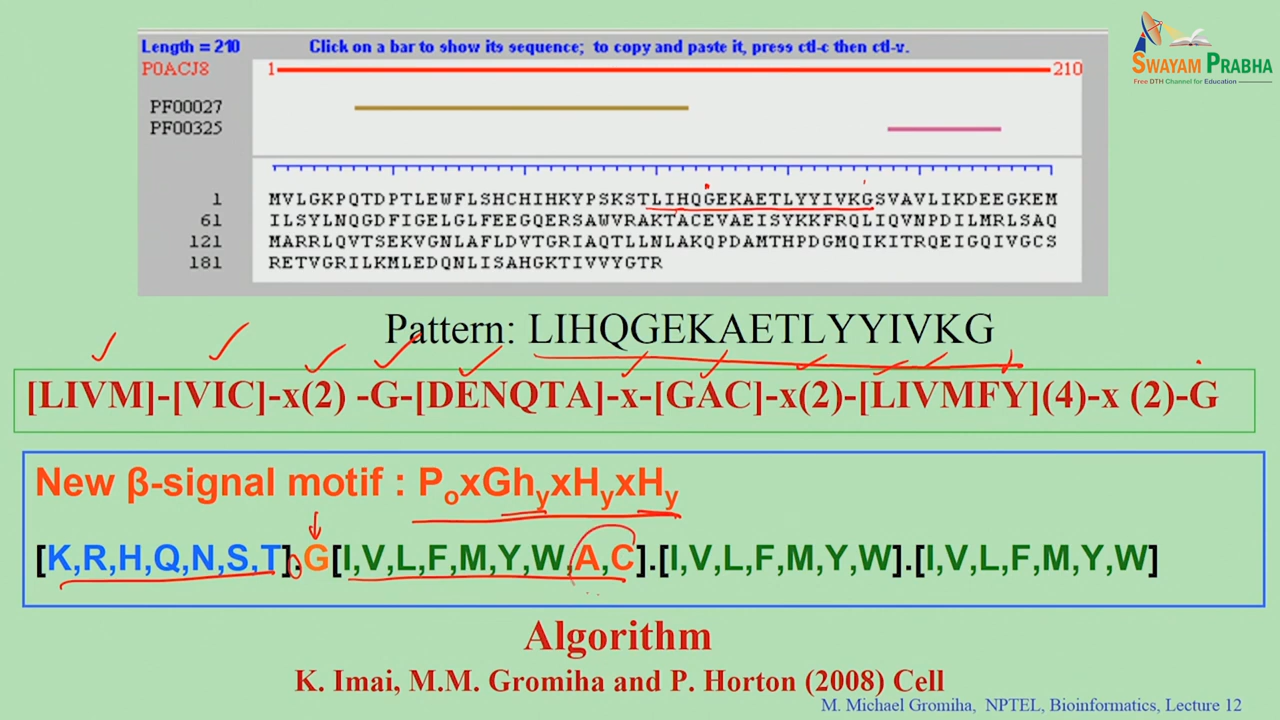 Length = 210 Click on a bar to show its sequence; to copy and paste it, press ctl-c then ctl-v.
P0ACJ8 1 210
PF00027
PF00325
1 MVLGKPQTDPTLEWFLSHCHIHKYPSKSTLIHQGEKAETLYYIVKGSVAVLIKDEEGKEM
61 ILSYLNQGDFIGELGLFEEGQERSAWVRAKTACEVAEISYKKFRQLIQVNPDILMRLSAQ
121 MARRLQVTSEKVGNLAFLDVTGRIAQTLLNLAKQPDAMTHPDGMQIKITRQEIGQIVGCS
181 RETVGRILKMLEDQNLISAHGKTIVVYGTR
SWAYAM PRABHA
Free DTH Channel for Education
Pattern: LIHQGEKAETLYYIVKG
[LIVM]-[VIC]-x(2) -G-[DENQTA]-x-[GAC]-x(2)-[LIVMFY](4)-x (2)-G
New β-signal motif : PoxGhyxHyxHy
[K,R,H,Q,N,S,T].G[I,V,L,F,M,Y,W,A,C].[I,V,L,F,M,Y,W].[I,V,L,F,M,Y,W]
Algorithm
K. Imai, M.M. Gromiha and P. Horton (2008) Cell
M. Michael Gromiha, NPTEL, Bioinformatics, Lecture 12